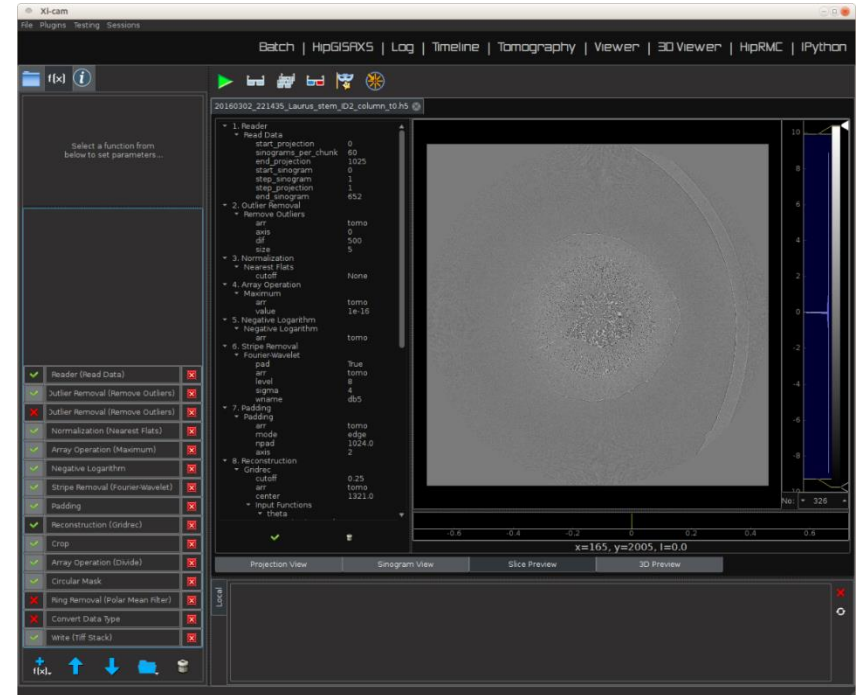 Xi-cam
File Plugins Testing Sessions
Batch | HipGISAXS | Log | Timeline | Tomography | Viewer | 3D Viewer | HipRMC | IPython
f(x) i
20160302_221435_Laurus_stem_ID2_column_t0.h5
Select a function from
below to set parameters...
Reader (Read Data)
Outlier Removal (Remove Outliers)
Outlier Removal (Remove Outliers)
Normalization (Nearest Flats)
Array Operation (Maximum)
Negative Logarithm
Stripe Removal (Fourier-Wavelet)
Padding
Reconstruction (Gridrec)
Crop
Array Operation (Divide)
Circular Mask
Ring Removal (Polar Mean Filter)
Convert Data Type
Write (Tiff Stack)
f(x)
1. Reader
Read Data
start_projection 0
sinograms_per_chunk 60
end_projection 1025
start_sinogram 0
step_sinogram 1
step_projection 1
end_sinogram 652
2. Outlier Removal
Remove Outliers
arr tomo
axis 0
dif 500
size 5
3. Normalization
Nearest Flats
cutoff None
4. Array Operation
Maximum
arr tomo
value 1e-16
5. Negative Logarithm
Negative Logarithm
arr tomo
6. Stripe Removal
Fourier-Wavelet
pad True
arr tomo
level 8
sigma 4
wname db5
7. Padding
Padding
arr tomo
mode edge
npad 1024.0
axis 2
8. Reconstruction
Gridrec
cutoff 0.25
arr tomo
center 1321.0
Input Functions
theta
10
8
6
4
2
0
-2
-4
-6
-8
-10
No: 326
-0.6 -0.4 -0.2 0 0.2 0.4 0.6
x=165, y=2005, I=0.0
Projection View Sinogram View Slice Preview 3D Preview
Local